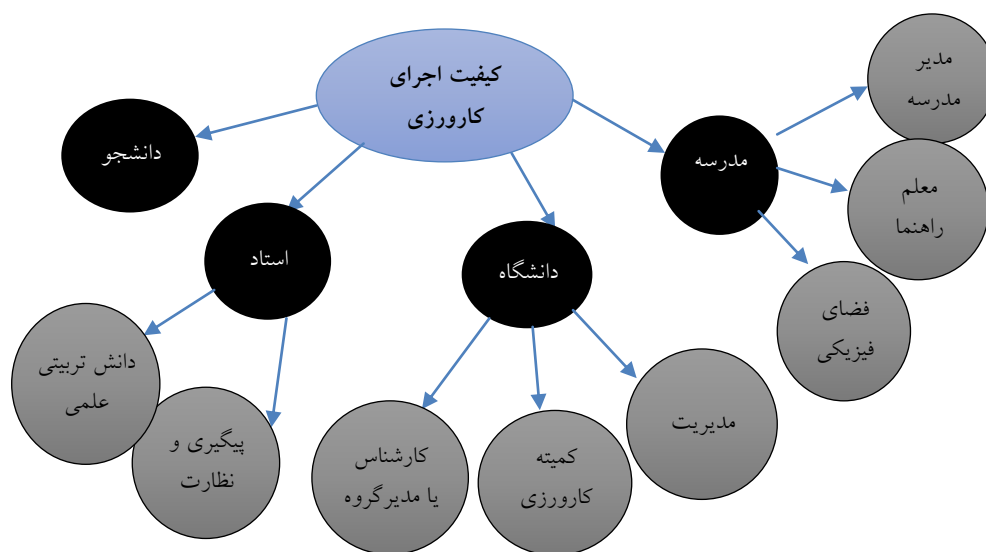 کیفیت اجرای
کارورزی
مدیر
مدرسه
مدرسه
دانشجو
معلم
راهنما
استاد
دانشگاه
فضای
فیزیکی
دانش تربیتی
علمی
مدیریت
پیگیری و
نظارت
کمیته
کارورزی
کارشناس
یا مدیرگروه